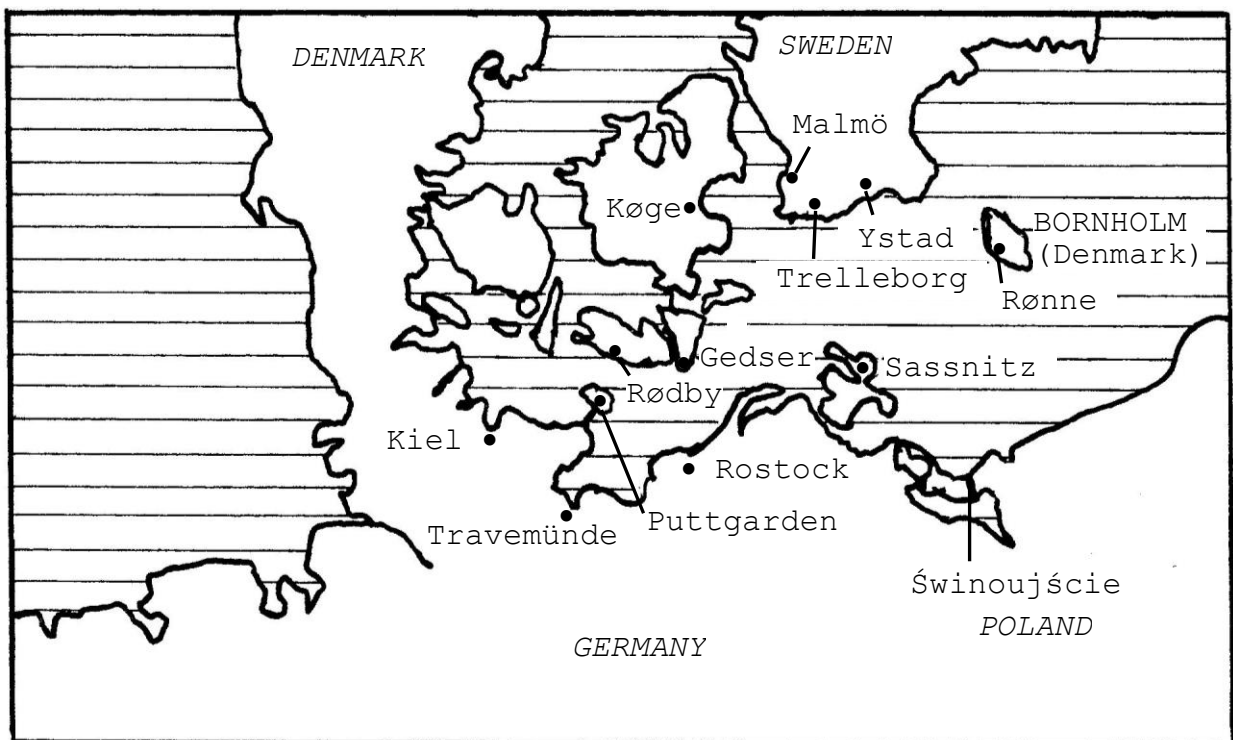 DENMARK
SWEDEN
Malmö
Køge
Ystad
Trelleborg
BORNHOLM
(Denmark)
Rønne
Gedser
Sassnitz
Rødby
Kiel
Rostock
Puttgarden
Travemünde
Świnoujście
POLAND
GERMANY